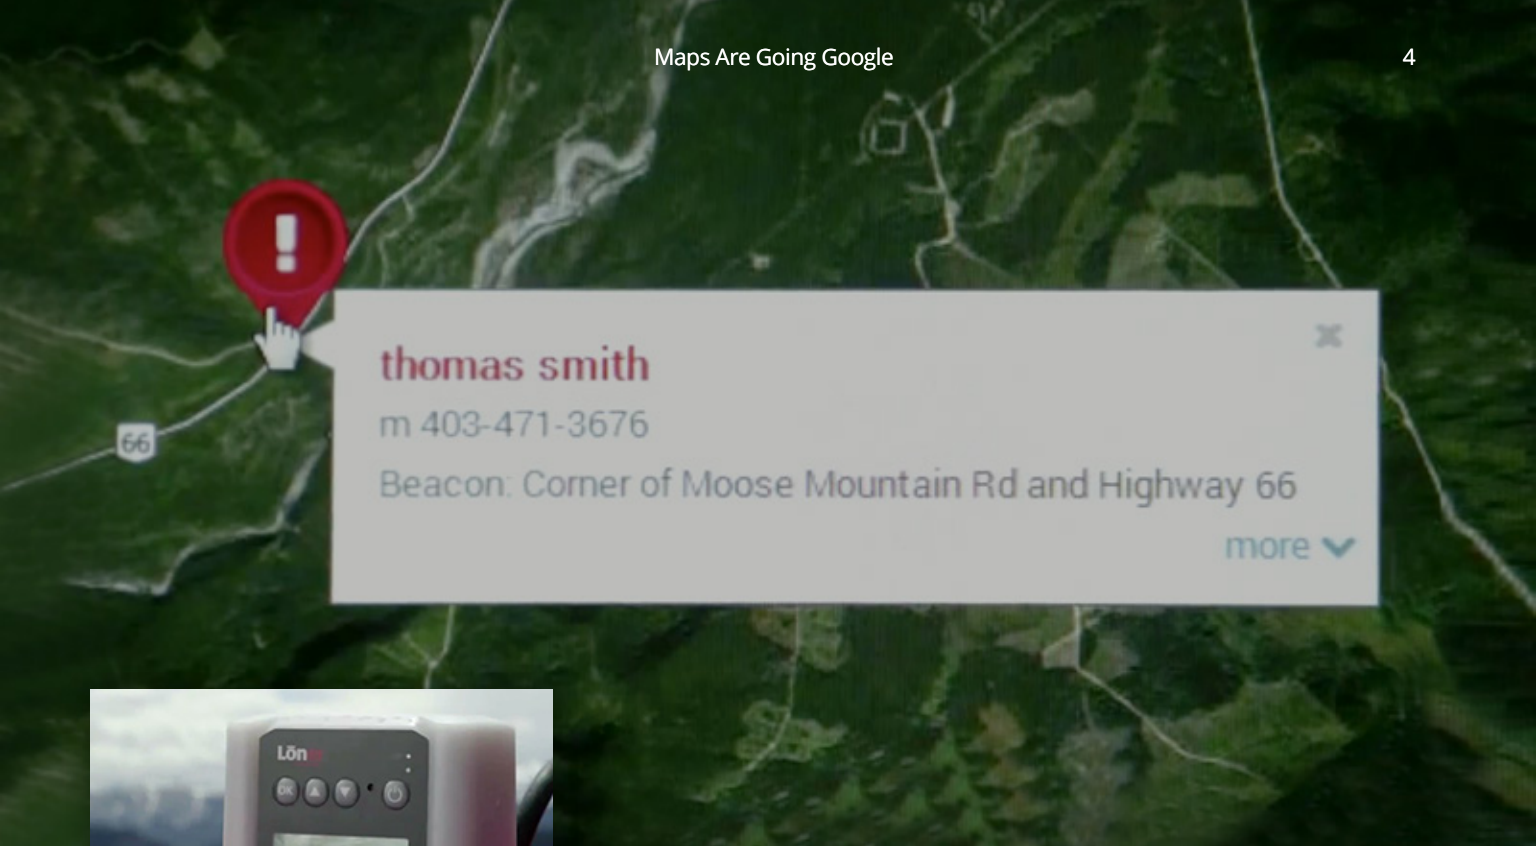 Maps Are Going Google
4
thomas smith
m 403-471-3676
Beacon: Corner of Moose Mountain Rd and Highway 66
66
more
Lōn
OK